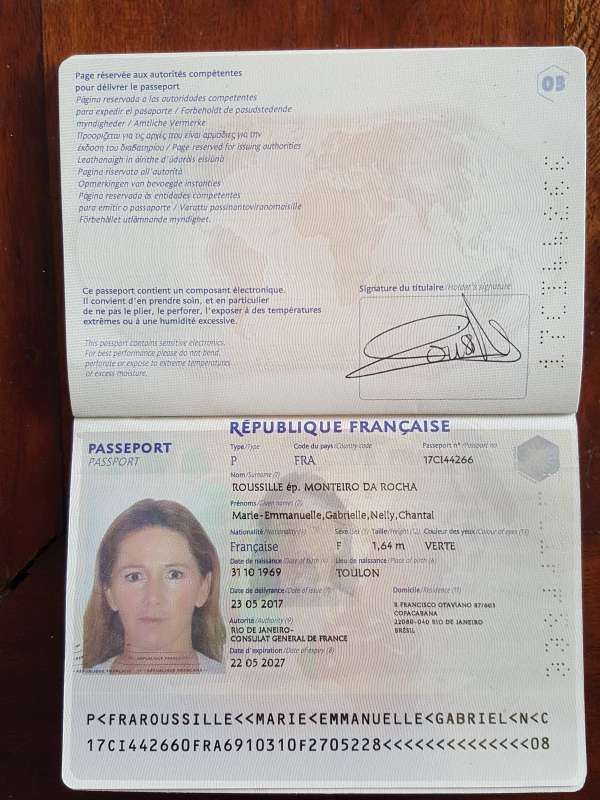 Page réservée aux autorités compétentes
pour délivrer le passeport
Página reservada a las autoridades competentes
para expedir el pasaporte / Forbeholdt de pasudstedende
myndigheder / Amtliche Vermerke
Προορίζεται για τις αρχές που είναι αρμόδιες για την
έκδοση του διαβατηρίου / Page reserved for issuing authorities
Leathanaigh in áirithe d'údaráis eisiúna
Pagina riservata all'autorità
Opmerkingen van bevoegde instanties
Página reservada às entidades competentes
para emitir o passaporte / Varattu passinantoviranomaisille
Förbehållet utlämnande myndighet.
03
Ce passeport contient un composant électronique.
Il convient d'en prendre soin, et en particulier
de ne pas le plier, le perforer, l'exposer à des températures
extrêmes ou à une humidité excessive.
This passport contains sensitive electronics.
For best performance please do not bend,
perforate or expose to extreme temperatures
or excess moisture.
Signature du titulaire /Holder's signature
RÉPUBLIQUE FRANÇAISE
PASSEPORT
PASSPORT
Type/Type Code du pays/Country code Passeport n°/Passport no
P FRA 17CI44266
Nom/Surname (1)
ROUSSILLE ép. MONTEIRO DA ROCHA
Prénoms/Given names (2)
Marie-Emmanuelle,Gabrielle,Nelly,Chantal
Nationalité/Nationality (3) Sexe/Sex (5) Taille/Height (12) Couleur des yeux/Colour of eyes (13)
Française F 1,64 m VERTE
Date de naissance/Date of birth (4) Lieu de naissance/Place of birth (6)
31 10 1969 TOULON
Date de délivrance/Date of issue (7) Domicile/Residence (11)
23 05 2017
R FRANCISCO OTAVIANO 87/603
COPACABANA
22080-040 RIO DE JANEIRO
BRÉSIL
Autorité/Authority (9)
RIO DE JANEIRO-
CONSULAT GENERAL DE FRANCE
Date d'expiration/Date of expiry (8)
22 05 2027
P<FRAROUSSILLE<<MARIE<EMMANUELLE<GABRIEL<N<C
17CI442660FRA6910310F2705228<<<<<<<<<<<<<<08